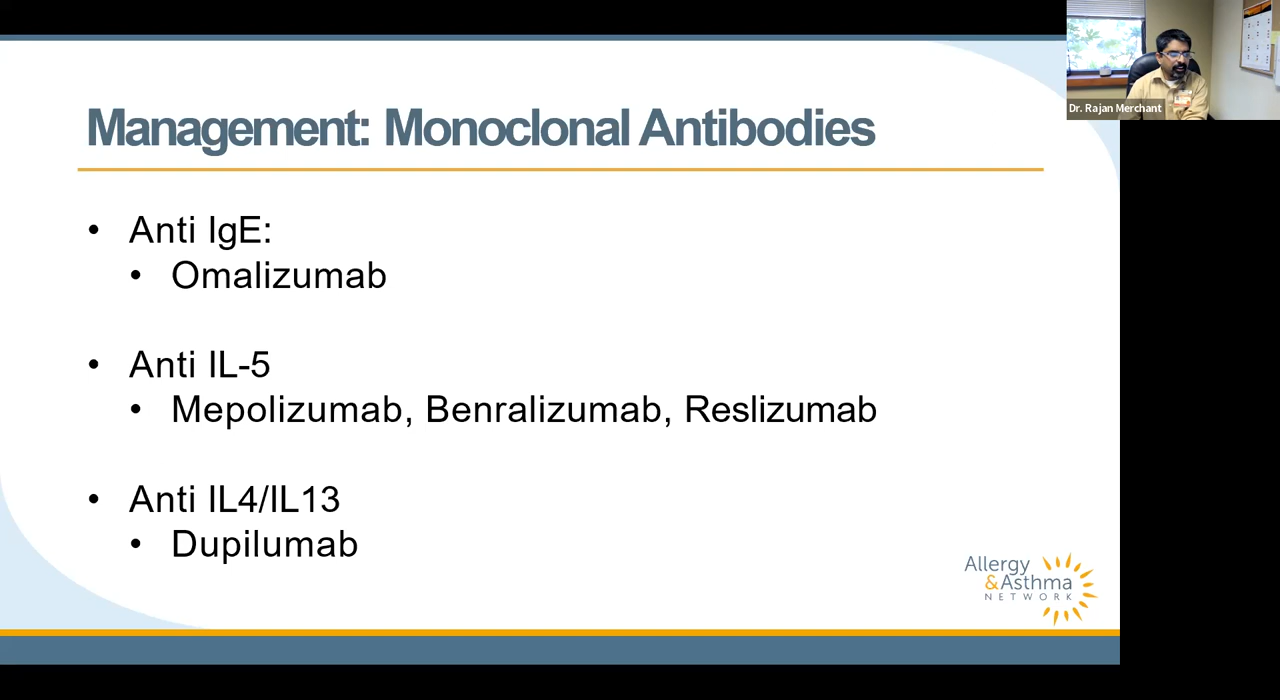 Dr. Rajan Merchant
Management: Monoclonal Antibodies
• Anti IgE:
• Omalizumab
• Anti IL-5
• Mepolizumab, Benralizumab, Reslizumab
• Anti IL4/IL13
• Dupilumab
Allergy
&Asthma
NETWORK